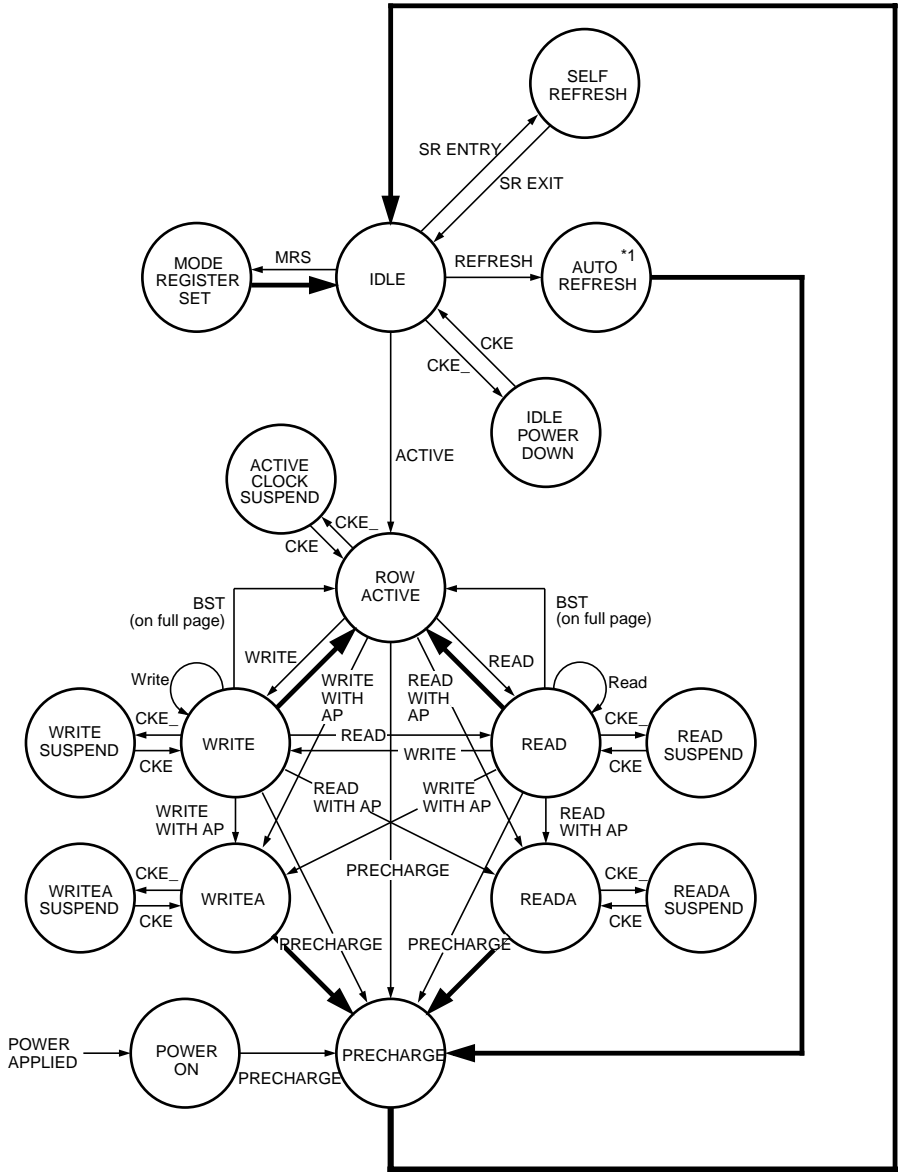 SELF
REFRESH
SR ENTRY
SR EXIT
MODE
REGISTER
SET
MRS
IDLE
REFRESH
AUTO
REFRESH
*1
CKE
CKE_
IDLE
POWER
DOWN
ACTIVE
ACTIVE
CLOCK
SUSPEND
CKE_
CKE
ROW
ACTIVE
BST
(on full page)
BST
(on full page)
WRITE
READ
WRITE
WITH
AP
READ
WITH
AP
Write
Read
WRITE
SUSPEND
CKE_
CKE
WRITE
READ
WRITE
READ
CKE_
CKE
READ
SUSPEND
WRITE
WITH AP
READ
WITH AP
WRITE
WITH AP
READ
WITH AP
WRITEA
SUSPEND
CKE_
CKE
WRITEA
PRECHARGE
READA
CKE_
CKE
READA
SUSPEND
PRECHARGE
PRECHARGE
POWER
APPLIED
POWER
ON
PRECHARGE
PRECHARGE